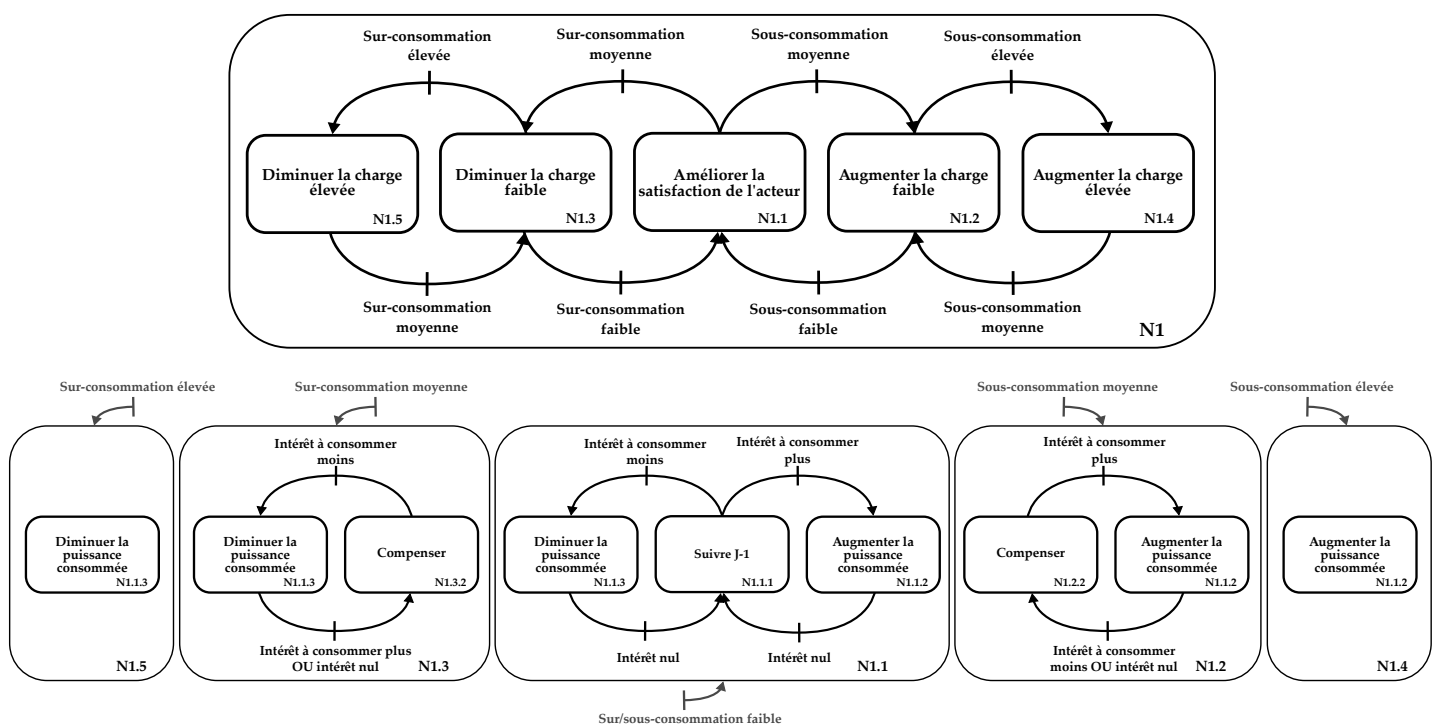 Sur-consommation
élevée
Sur-consommation
moyenne
Sous-consommation
moyenne
Sous-consommation
élevée
Diminuer la charge
élevée
N1.5
Diminuer la charge
faible
N1.3
Améliorer la
satisfaction de l'acteur
N1.1
Augmenter la charge
faible
N1.2
Augmenter la charge
élevée
N1.4
Sur-consommation
moyenne
Sur-consommation
faible
Sous-consommation
faible
Sous-consommation
moyenne
N1
Sur-consommation élevée
Sur-consommation moyenne
Sous-consommation moyenne
Sous-consommation élevée
Diminuer la
puissance
consommée
N1.1.3
N1.5
Intérêt à consommer
moins
Diminuer la
puissance
consommée
N1.1.3
Compenser
N1.3.2
Intérêt à consommer plus
OU intérêt nul
N1.3
Intérêt à consommer
moins
Intérêt à consommer
plus
Diminuer la
puissance
consommée
N1.1.3
Suivre J-1
N1.1.1
Augmenter la
puissance
consommée
N1.1.2
Intérêt nul
Intérêt nul
N1.1
Intérêt à consommer
plus
Compenser
N1.2.2
Augmenter la
puissance
consommée
N1.1.2
Intérêt à consommer
moins OU intérêt nul
N1.2
Augmenter la
puissance
consommée
N1.1.2
N1.4
Sur/sous-consommation faible